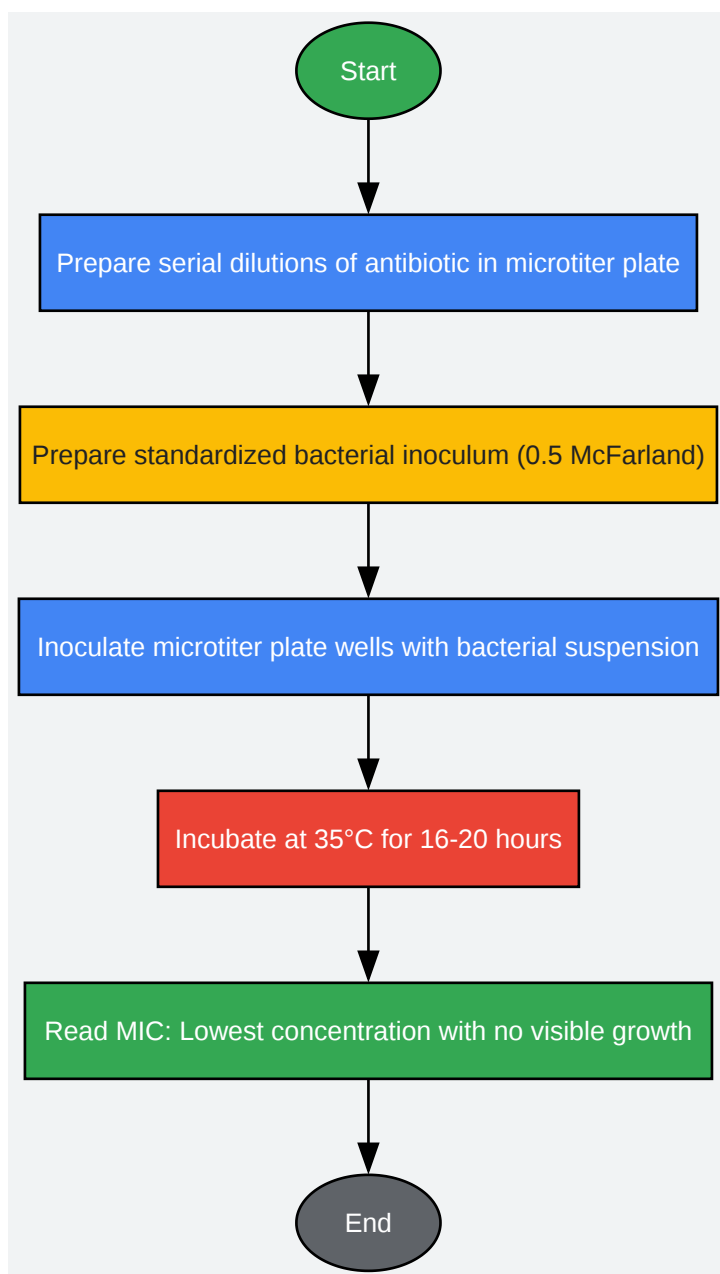 Start
Prepare serial dilutions of antibiotic in microtiter plate
Prepare standardized bacterial inoculum (0.5 McFarland)
Inoculate microtiter plate wells with bacterial suspension
Incubate at 35°C for 16-20 hours
Read MIC: Lowest concentration with no visible growth
End